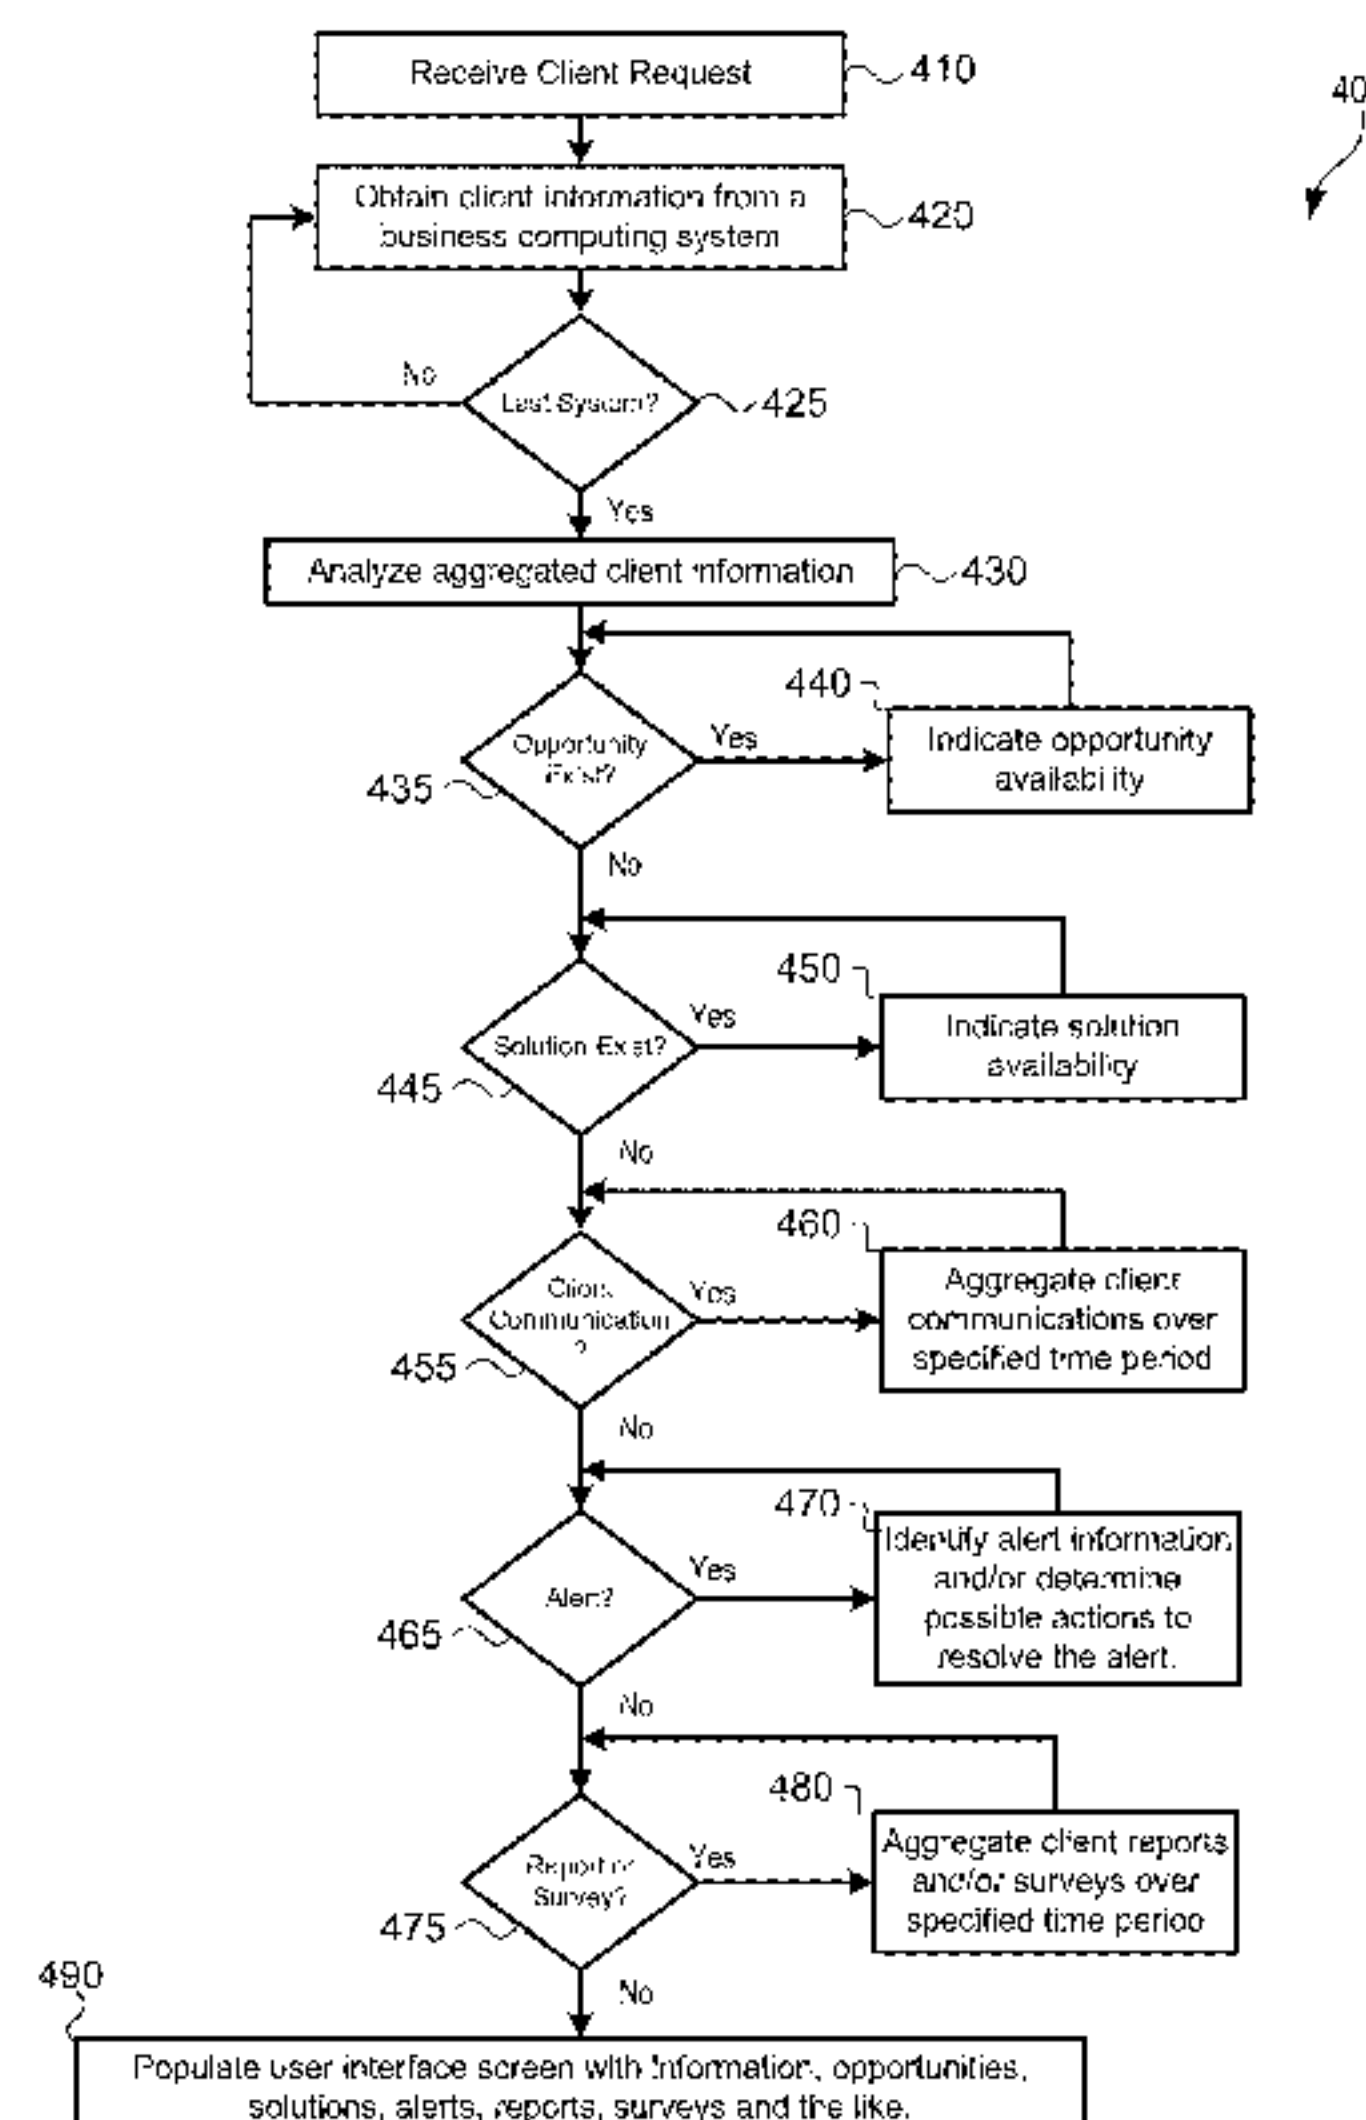 Receive Client Request
410
40
Obtain client information from a
business computing system
420
No
Last System?
425
Yes
Analyze aggregated client information
430
440
Opportunity
Exist?
Yes
Indicate opportunity
availability
435
No
450
Solution Exist?
Yes
Indicate solution
availability
445
No
460
Client
Communication
?
Yes
Aggregate client
communications over
specified time period
455
No
470
Alert?
Yes
Identify alert information
and/or determine
possible actions to
resolve the alert.
465
No
480
Report or
Survey?
Yes
Aggregate client reports
and/or surveys over
specified time period
475
No
490
Populate user interface screen with information, opportunities,
solutions, alerts, reports, surveys and the like.